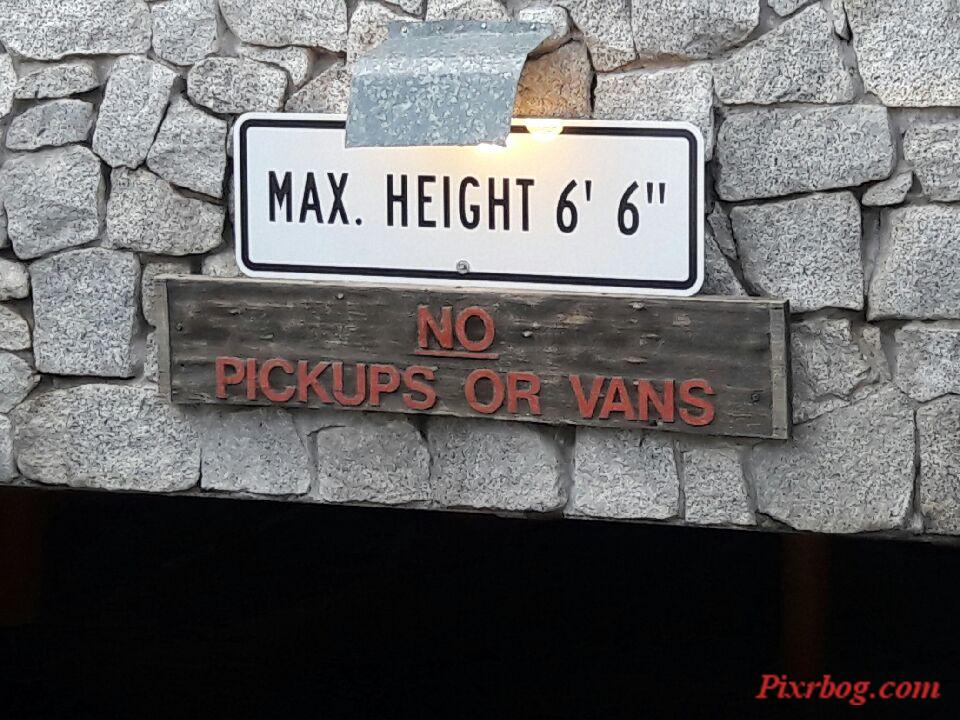 MAX. HEIGHT 6' 6"
NO
PICKUPS OR VANS
Pixrbog.com